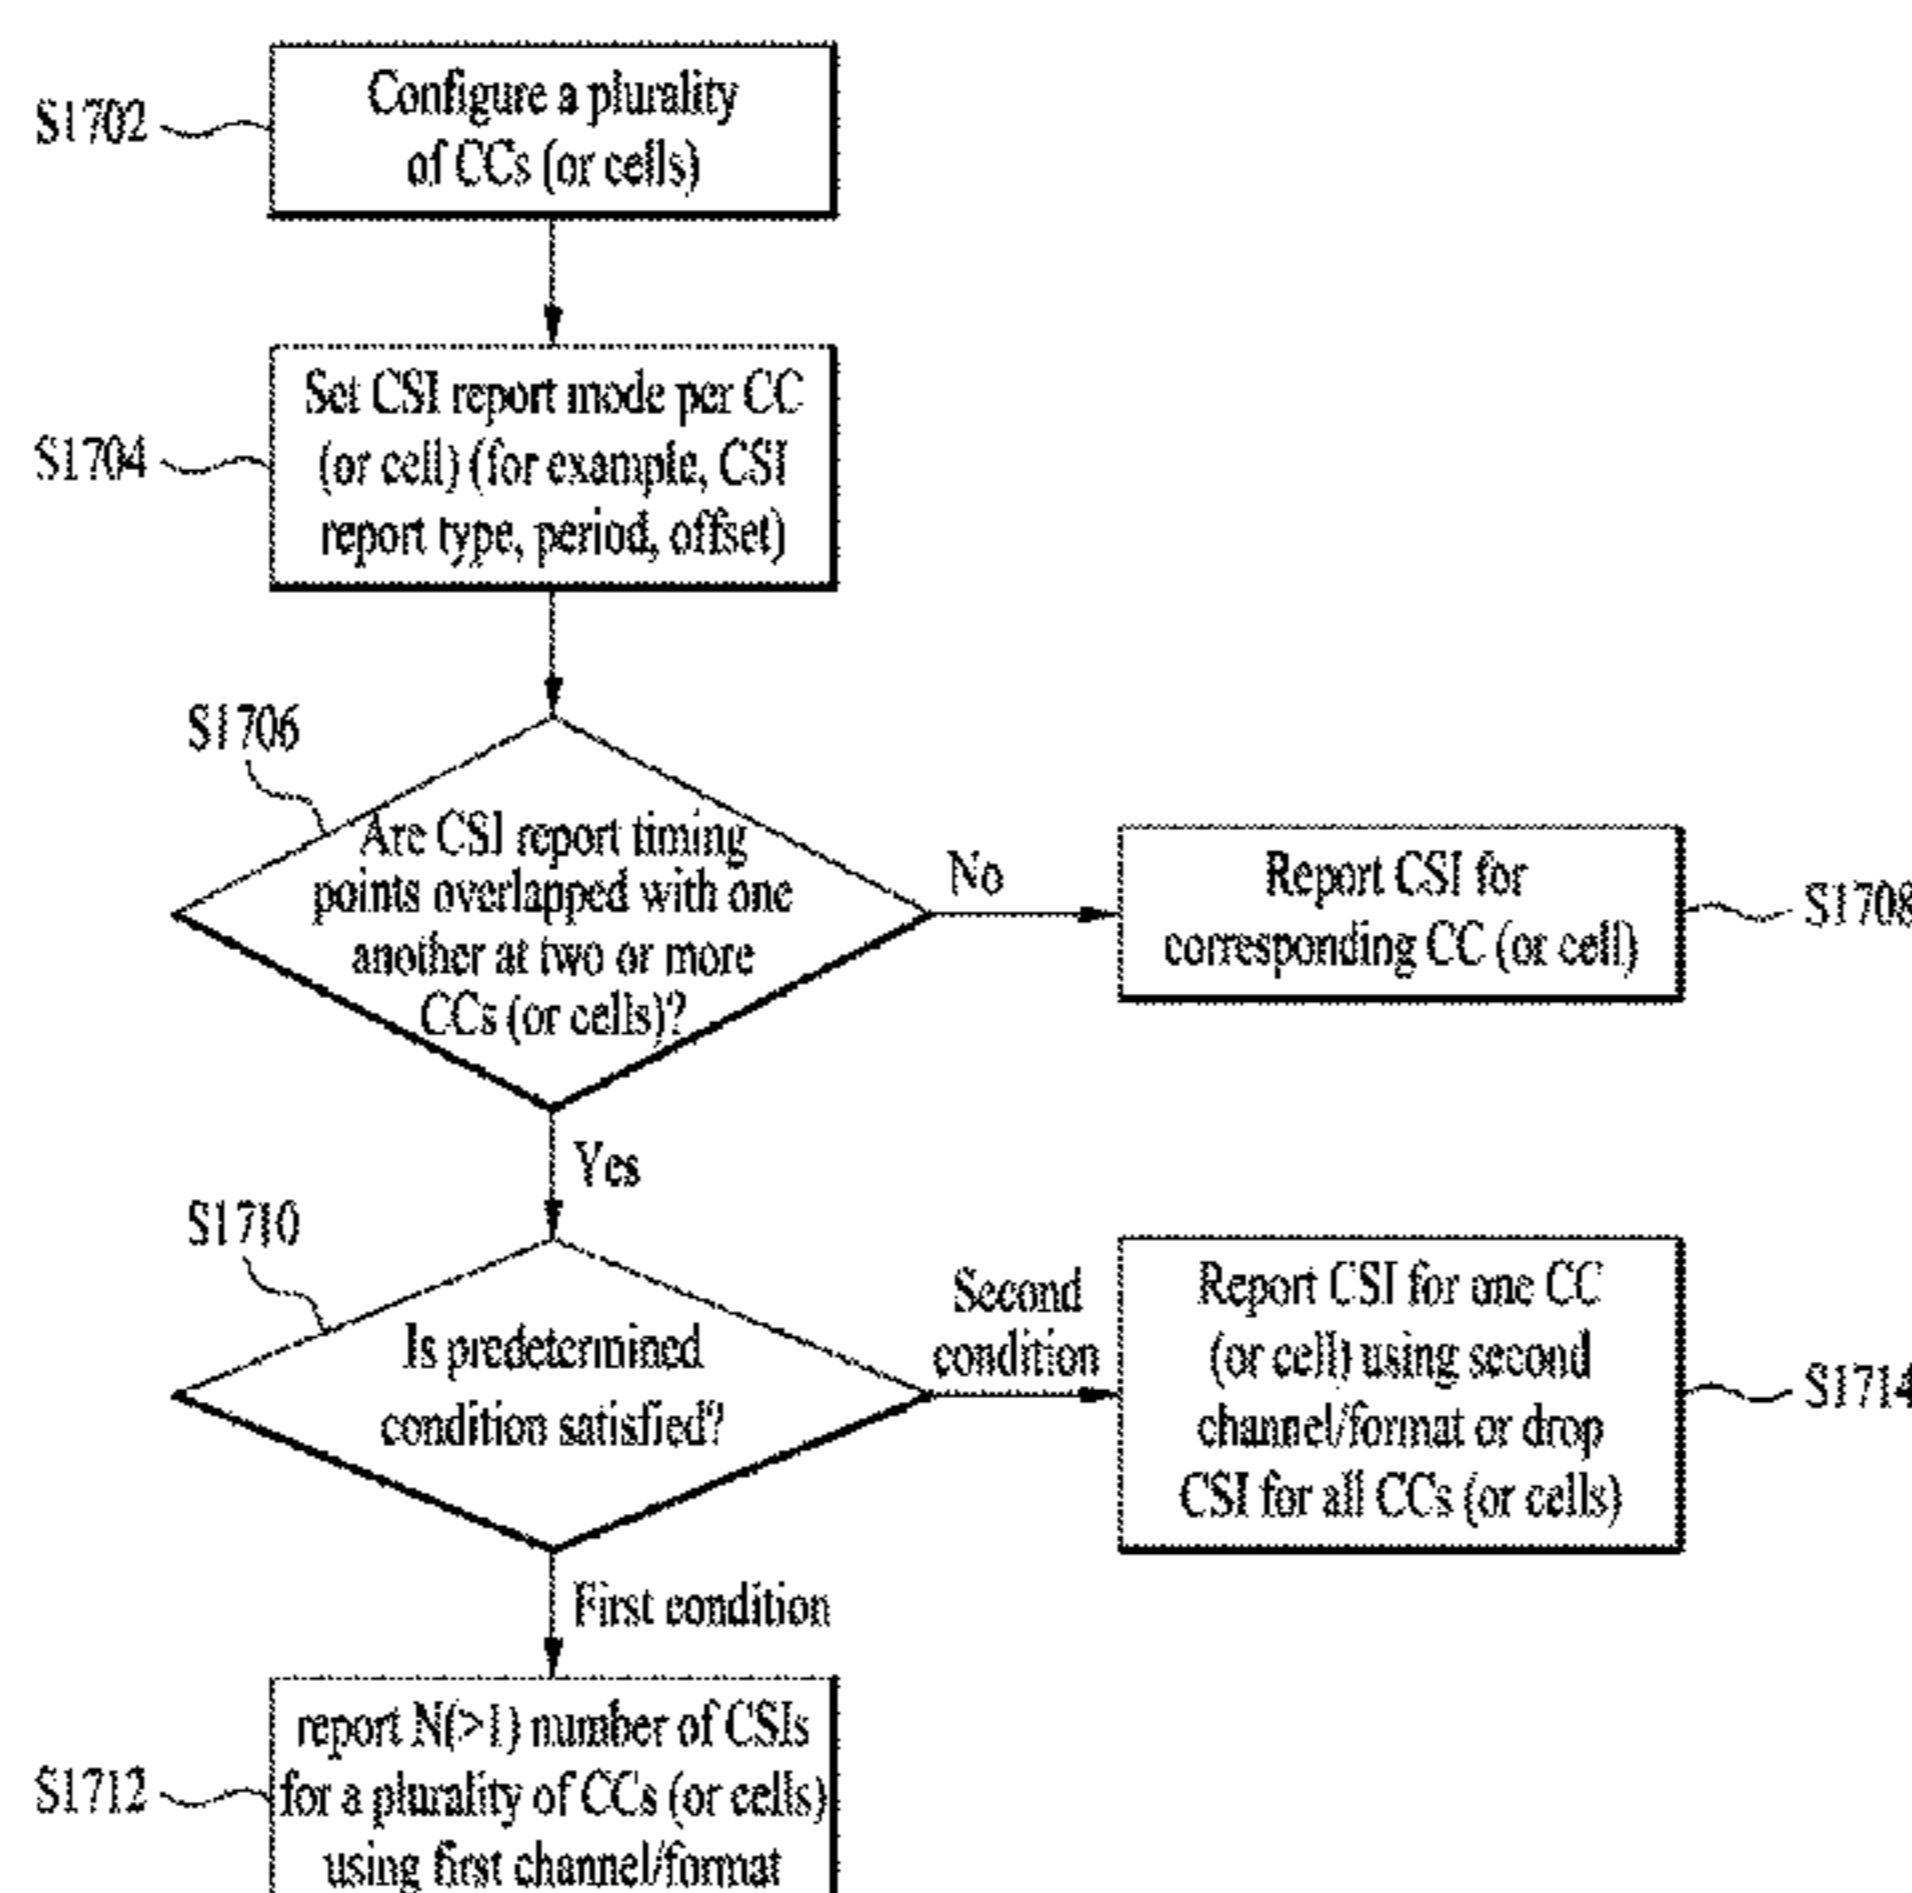 S1702
Configure a plurality
of CCs (or cells)
S1704
Set CSI report mode per CC
(or cell) (for example, CSI
report type, period, offset)
S1706
Are CSI report timing
points overlapped with one
another at two or more
CCs (or cells)?
No
Report CSI for
corresponding CC (or cell)
S1708
Yes
S1710
Is predetermined
condition satisfied?
Second
condition
Report CSI for one CC
(or cell) using second
channel/format or drop
CSI for all CCs (or cells)
S1714
First condition
S1712
report N(>1) number of CSIs
for a plurality of CCs (or cells)
using first channel/format